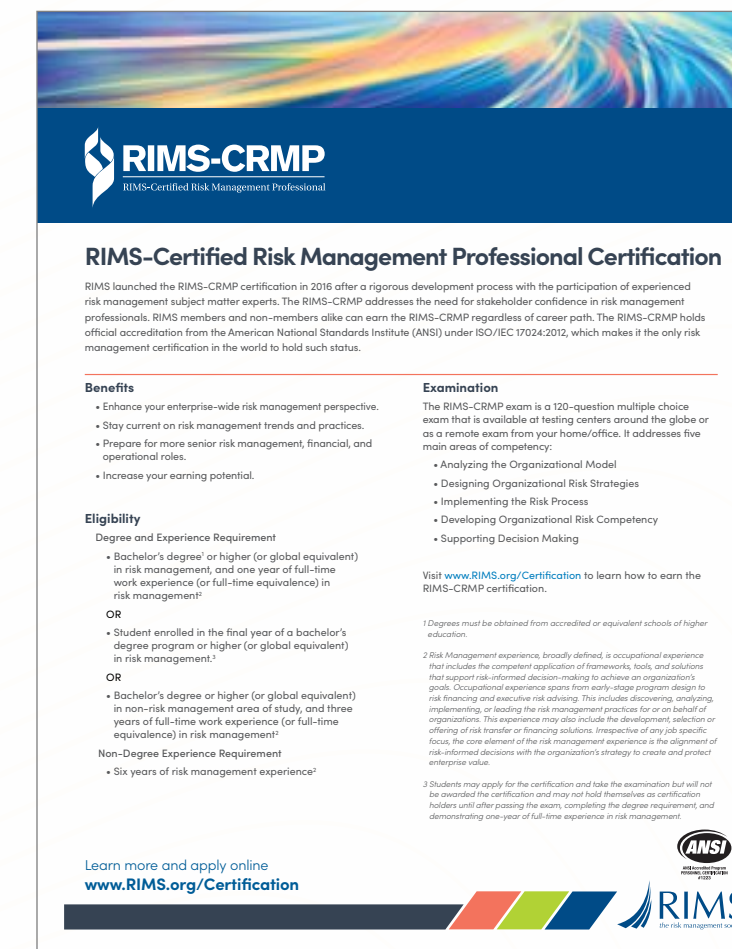 RIMS-CRMP
RIMS-Certified Risk Management Professional
RIMS-Certified Risk Management Professional Certification
RIMS launched the RIMS-CRMP certification in 2016 after a rigorous development process with the participation of experienced
risk management subject matter experts. The RIMS-CRMP addresses the need for stakeholder confidence in risk management
professionals. RIMS members and non-members alike can earn the RIMS-CRMP regardless of career path. The RIMS-CRMP holds
official accreditation from the American National Standards Institute (ANSI) under ISO/IEC 17024:2012, which makes it the only risk
management certification in the world to hold such status.
Benefits
• Enhance your enterprise-wide risk management perspective.
• Stay current on risk management trends and practices.
• Prepare for more senior risk management, financial, and
operational roles.
• Increase your earning potential.
Eligibility
Degree and Experience Requirement
• Bachelor's degree¹ or higher (or global equivalent)
in risk management, and one year of full-time
work experience (or full-time equivalence) in
risk management²
OR
• Student enrolled in the final year of a bachelor's
degree program or higher (or global equivalent)
in risk management.³
OR
• Bachelor's degree or higher (or global equivalent)
in non-risk management area of study, and three
years of full-time work experience (or full-time
equivalence) in risk management²
Non-Degree Experience Requirement
• Six years of risk management experience²
Examination
The RIMS-CRMP exam is a 120-question multiple choice
exam that is available at testing centers around the globe or
as a remote exam from your home/office. It addresses five
main areas of competency:
• Analyzing the Organizational Model
• Designing Organizational Risk Strategies
• Implementing the Risk Process
• Developing Organizational Risk Competency
• Supporting Decision Making
Visit www.RIMS.org/Certification to learn how to earn the
RIMS-CRMP certification.
1 Degrees must be obtained from accredited or equivalent schools of higher
education.
2 Risk Management experience, broadly defined, is occupational experience
that includes the competent application of frameworks, tools, and solutions
that support risk-informed decision-making to achieve an organization's
goals. Occupational experience spans from early-stage program design to
risk financing and executive risk advising. This includes discovering, analyzing,
implementing, or leading the risk management practices for or on behalf of
organizations. This experience may also include the development, selection or
offering of risk transfer or financing solutions. Irrespective of any job specific
focus, the core element of the risk management experience is the alignment of
risk-informed decisions with the organization's strategy to create and protect
enterprise value.
3 Students may apply for the certification and take the examination but will not
be awarded the certification and may not hold themselves as certification
holders until after passing the exam, completing the degree requirement, and
demonstrating one-year of full-time experience in risk management.
Learn more and apply online
www.RIMS.org/Certification
ANSI
ANSI Accredited Program
PERSONNEL CERTIFICATION
#1223
RIMS
the risk management